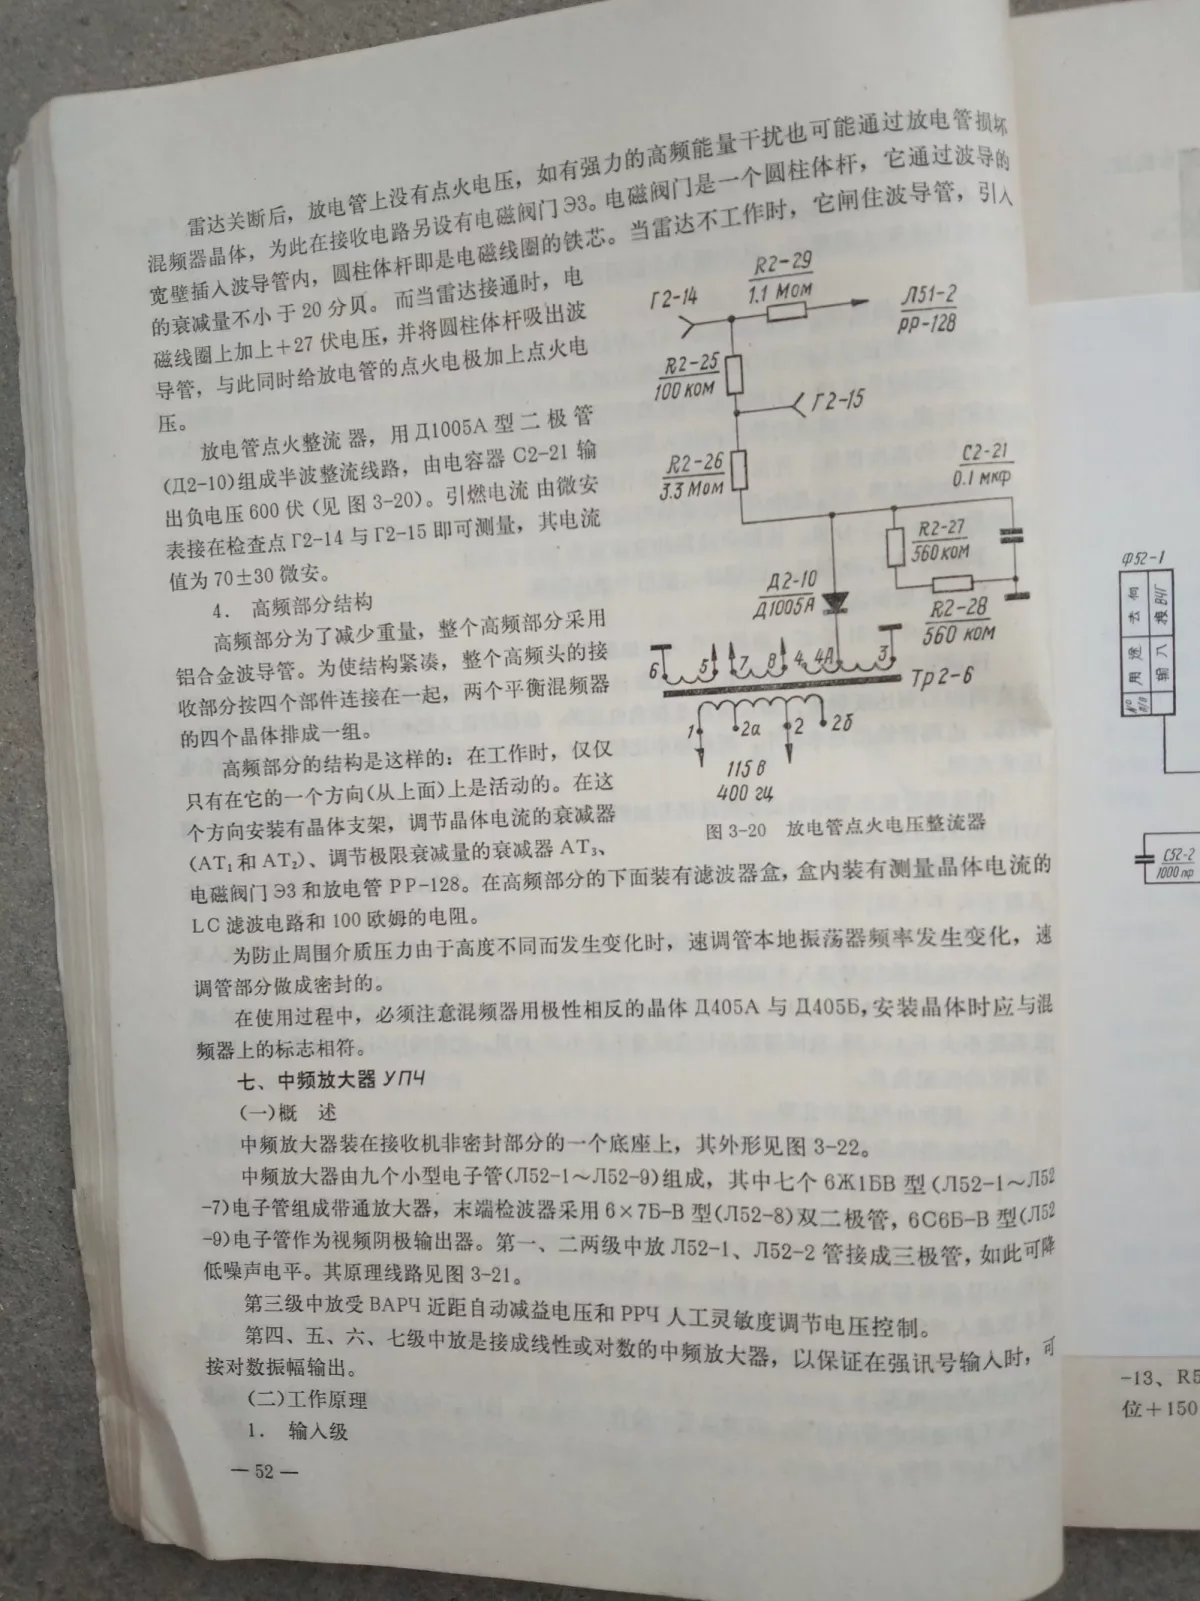 雷达关断后，放电管上没有点火电压，如有强力的高频能量干扰也可能通过放电管损坏
混频器晶体，为此在接收电路另设有电磁阀门ЭЗ。电磁阀门是一个圆柱体杆，它通过波导的
宽壁插入波导管内，圆柱体杆即是电磁线圈的铁芯。当雷达不工作时，它闸住波导管，引入
的衰减量不小于20分贝。而当雷达接通时，电
磁线圈上加上+27伏电压，并将圆柱体杆吸出波
导管，与此同时给放电管的点火电极加上点火电
压。
放电管点火整流器，用Д1005А型二极管
(Д2-10)组成半波整流线路，由电容器C2-21输
出负电压600伏(见图3-20)。引燃电流由微安
表接在检查点Г2-14与Г2-15即可测量，其电流
值为70±30微安。
4. 高频部分结构
高频部分为了减少重量，整个高频部分采用
铝合金波导管。为使结构紧凑，整个高频头的接
收部分按四个部件连接在一起，两个平衡混频器
的四个晶体排成一组。
高频部分的结构是这样的：在工作时，仅仅
只有在它的一个方向(从上面)上是活动的。在这
个方向安装有晶体支架，调节晶体电流的衰减器
(AT₁和AT₂)、调节极限衰减量的衰减器AT₃、
Г2-14
R2-29
1.1 Мом
Л51-2
РР-128
R2-25
100 ком
Г2-15
R2-26
3.3 Мом
C2-21
0.1 мкф
R2-27
560 ком
Д2-10
Д1005А
R2-28
560 ком
6 5 7 8 4 4А 3
Тр2-6
1 2а 2 2б
115 в
400 гц
图 3-20 放电管点火电压整流器
电磁阀门ЭЗ和放电管РР-128。在高频部分的下面装有滤波器盒，盒内装有测量晶体电流的
LC滤波电路和100欧姆的电阻。
为防止周围介质压力由于高度不同而发生变化时，速调管本地振荡器频率发生变化，速
调管部分做成密封的。
在使用过程中，必须注意混频器用极性相反的晶体Д405А与Д405Б，安装晶体时应与混
频器上的标志相符。
七、中频放大器УПЧ
(一)概 述
中频放大器装在接收机非密封部分的一个底座上，其外形见图3-22。
中频放大器由九个小型电子管(Л52-1～Л52-9)组成，其中七个6Ж1БВ型(Л52-1～Л52
-7)电子管组成带通放大器，末端检波器采用6×7Б-В型(Л52-8)双二极管，6С6Б-В型(Л52
-9)电子管作为视频阴极输出器。第一、二两级中放Л52-1、Л52-2管接成三极管，如此可降
低噪声电平。其原理线路见图3-21。
第三级中放受ВАРЧ近距自动减益电压和РРЧ人工灵敏度调节电压控制。
第四、五、六、七级中放是接成线性或对数的中频放大器，以保证在强讯号输入时，可
按对数振幅输出。
(二)工作原理
1. 输入级
— 52 —
Ф52-1
去向 接ВЧГ
用途 输入
№ п/п 1
C52-2
1000 пф
-13、R5
位+150